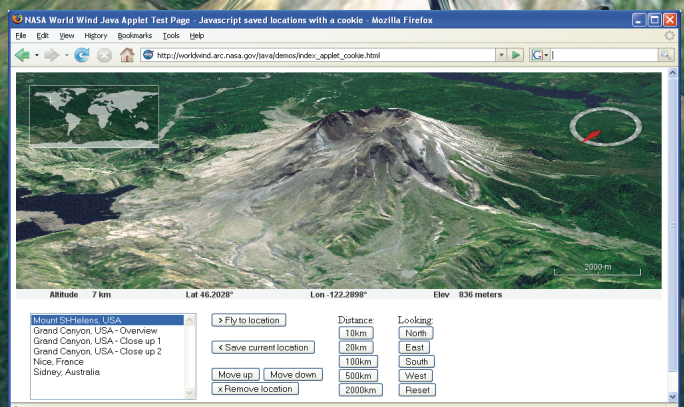 NASA World Wind Java Applet Test Page - Javascript saved locations with a cookie - Mozilla Firefox
File Edit View History Bookmarks Tools Help
http://worldwind.arc.nasa.gov/java/demos/index_applet_cookie.html
G
2000 m
Altitude 7 km Lat 46.2028° Lon -122.2898° Elev 836 meters
Mount St-Helens, USA
Grand Canyon, USA - Overview
Grand Canyon, USA - Close up 1
Grand Canyon, USA - Close up 2
Nice, France
Sidney, Australia
> Fly to location
< Save current location
Move up Move down
x Remove location
Distance:
10km
20km
100km
500km
2000km
Looking:
North
East
South
West
Reset